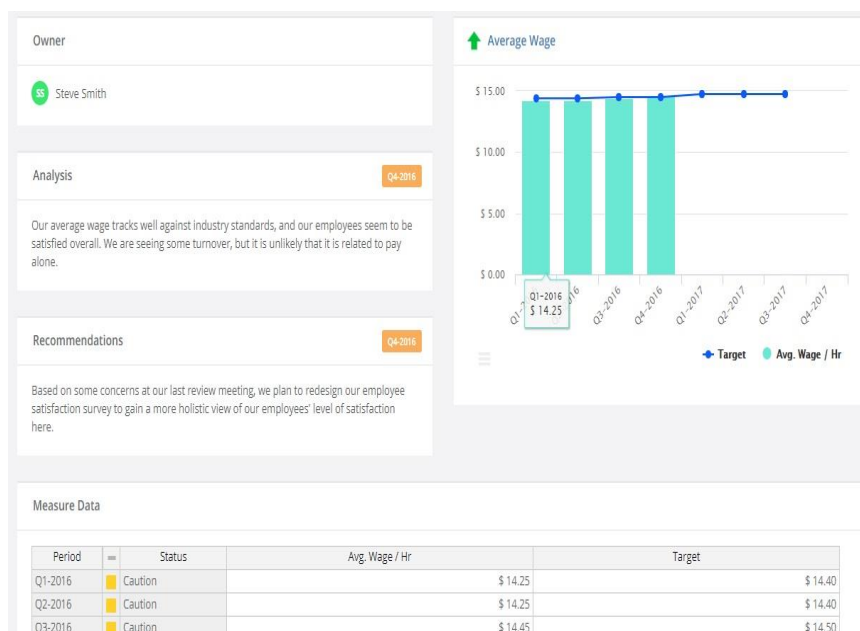 Owner
SS Steve Smith
Analysis Q4-2016
Our average wage tracks well against industry standards, and our employees seem to be
satisfied overall. We are seeing some turnover, but it is unlikely that it is related to pay
alone.
Recommendations Q4-2016
Based on some concerns at our last review meeting, we plan to redesign our employee
satisfaction survey to gain a more holistic view of our employees' level of satisfaction
here.
Average Wage
$ 15.00
$ 10.00
$ 5.00
$ 0.00
Q1-2016
$ 14.25
Q3-2016 Q4-2016 Q1-2017 Q2-2017 Q3-2017 Q4-2017
Target Avg. Wage / Hr
Measure Data
Period Status Avg. Wage / Hr Target
Q1-2016 Caution $ 14.25 $ 14.40
Q2-2016 Caution $ 14.25 $ 14.40
Q3-2016 Caution $ 14.45 $ 14.50